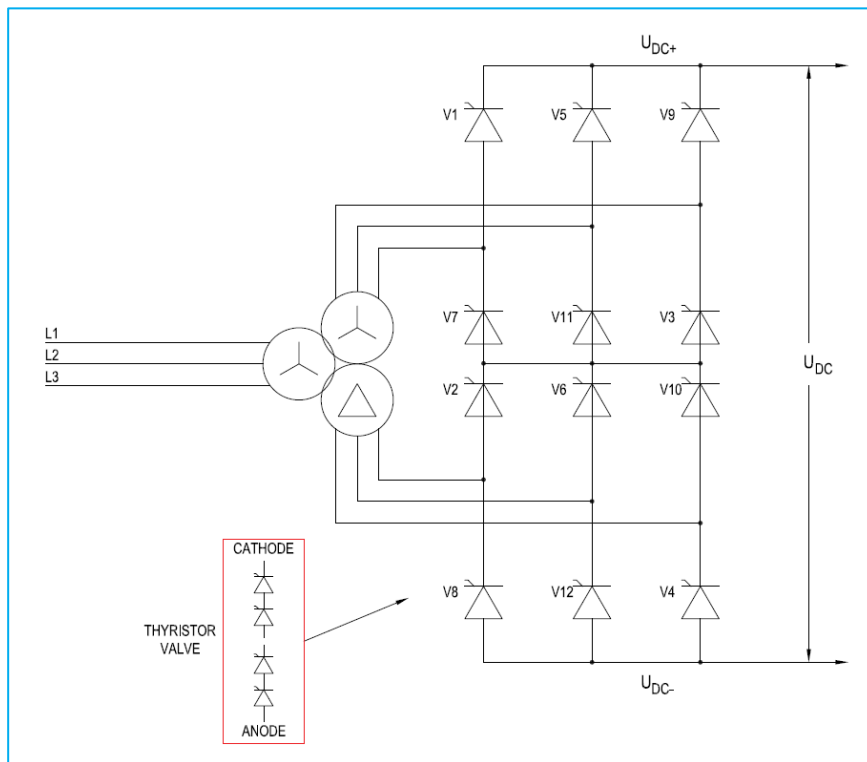 U_DC+
V1
V5
V9
V7
V11
V3
L1
L2
L3
U_DC
V2
V6
V10
CATHODE
V8
V12
V4
THYRISTOR
VALVE
U_DC-
ANODE